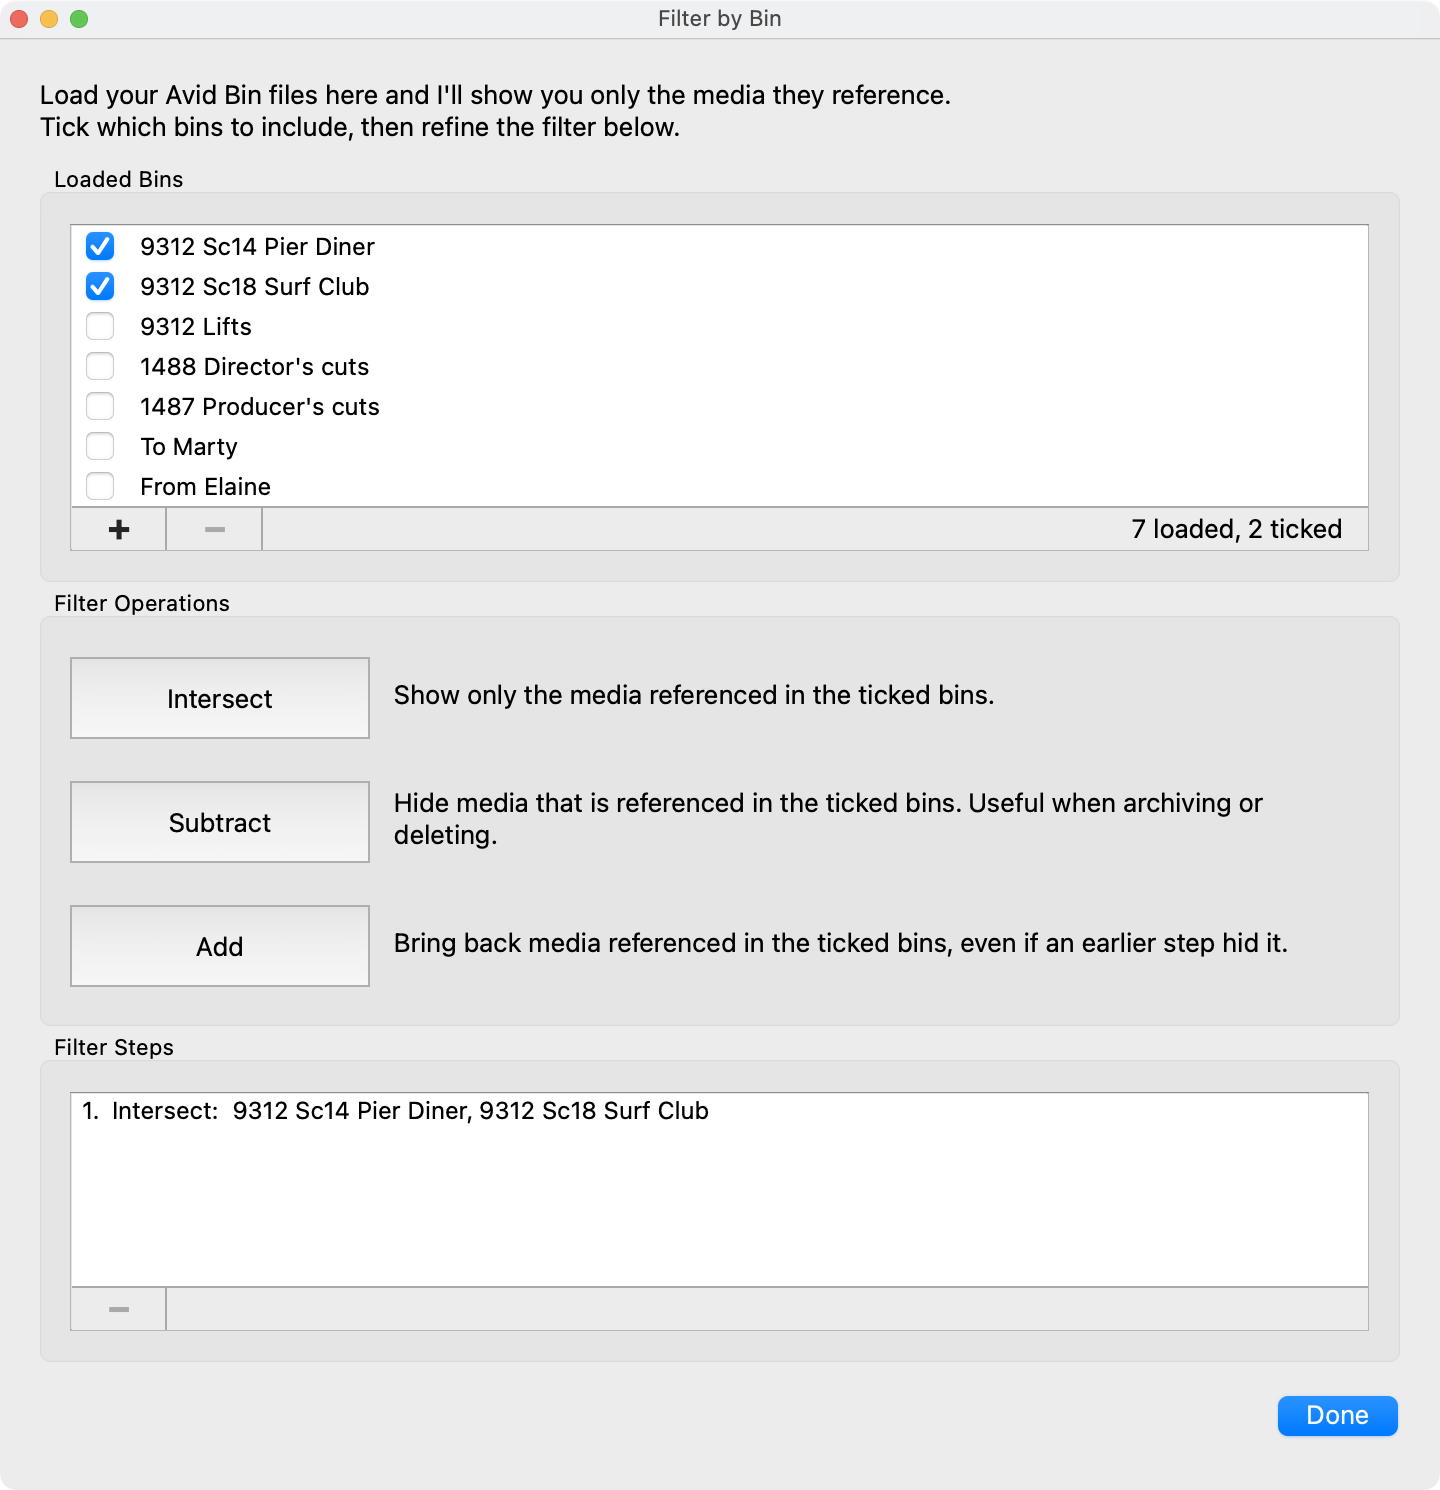 Filter by Bin
Load your Avid Bin files here and I'll show you only the media they reference.
Tick which bins to include, then refine the filter below.
Loaded Bins
9312 Sc14 Pier Diner
9312 Sc18 Surf Club
9312 Lifts
1488 Director's cuts
1487 Producer's cuts
To Marty
From Elaine
7 loaded, 2 ticked
Filter Operations
Intersect
Show only the media referenced in the ticked bins.
Subtract
Hide media that is referenced in the ticked bins. Useful when archiving or
deleting.
Add
Bring back media referenced in the ticked bins, even if an earlier step hid it.
Filter Steps
1. Intersect: 9312 Sc14 Pier Diner, 9312 Sc18 Surf Club
Done